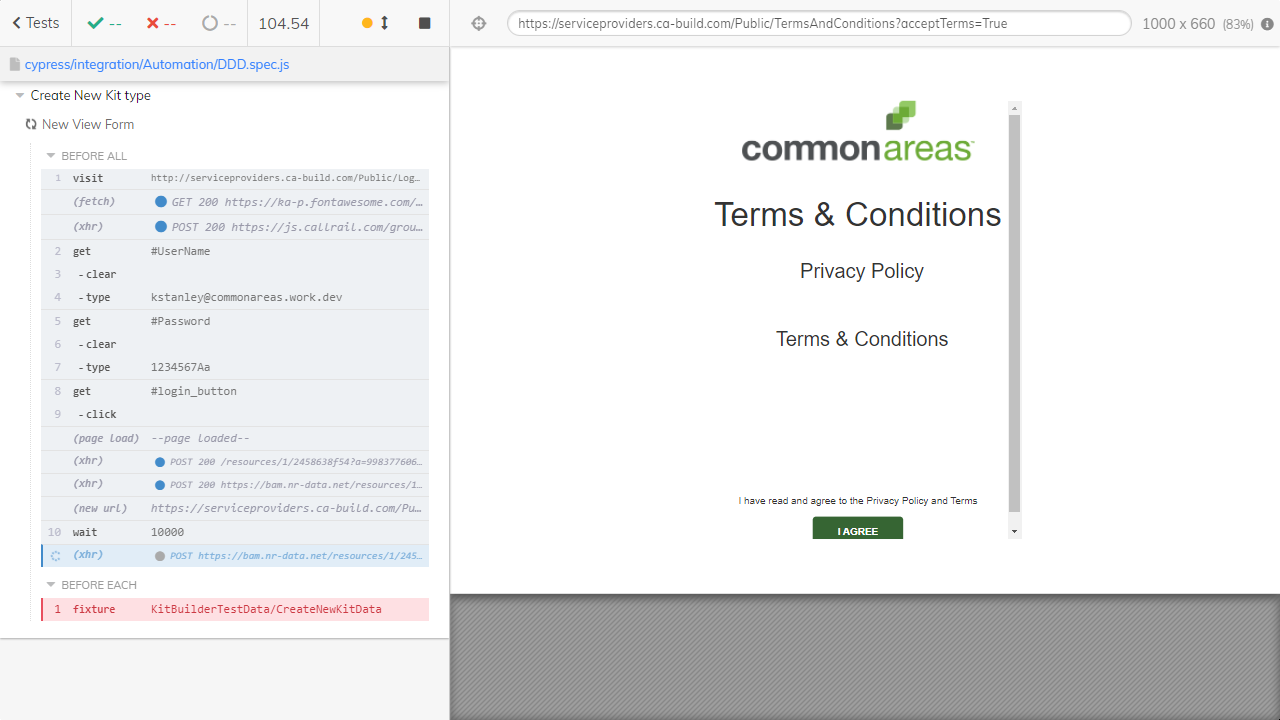 Tests
--
--
--
104.54
https://serviceproviders.ca-build.com/Public/TermsAndConditions?acceptTerms=True
1000 x 660 (83%)
cypress/integration/Automation/DDD.spec.js
Create New Kit type
New View Form
BEFORE ALL
1 visit http://serviceproviders.ca-build.com/Public/Log…
(fetch) GET 200 https://ka-p.fontawesome.com/…
(xhr) POST 200 https://js.callrail.com/grou…
2 get #UserName
3 -clear
4 -type kstanley@commonareas.work.dev
5 get #Password
6 -clear
7 -type 1234567Aa
8 get #login_button
9 -click
(page load) --page loaded--
(xhr) POST 200 /resources/1/2458638f54?a=998377606…
(xhr) POST 200 https://bam.nr-data.net/resources/1…
(new url) https://serviceproviders.ca-build.com/Pu…
10 wait 10000
(xhr) POST https://bam.nr-data.net/resources/1/245…
BEFORE EACH
1 fixture KitBuilderTestData/CreateNewKitData
commonareas
Terms & Conditions
Privacy Policy
Terms & Conditions
I have read and agree to the Privacy Policy and Terms
I AGREE